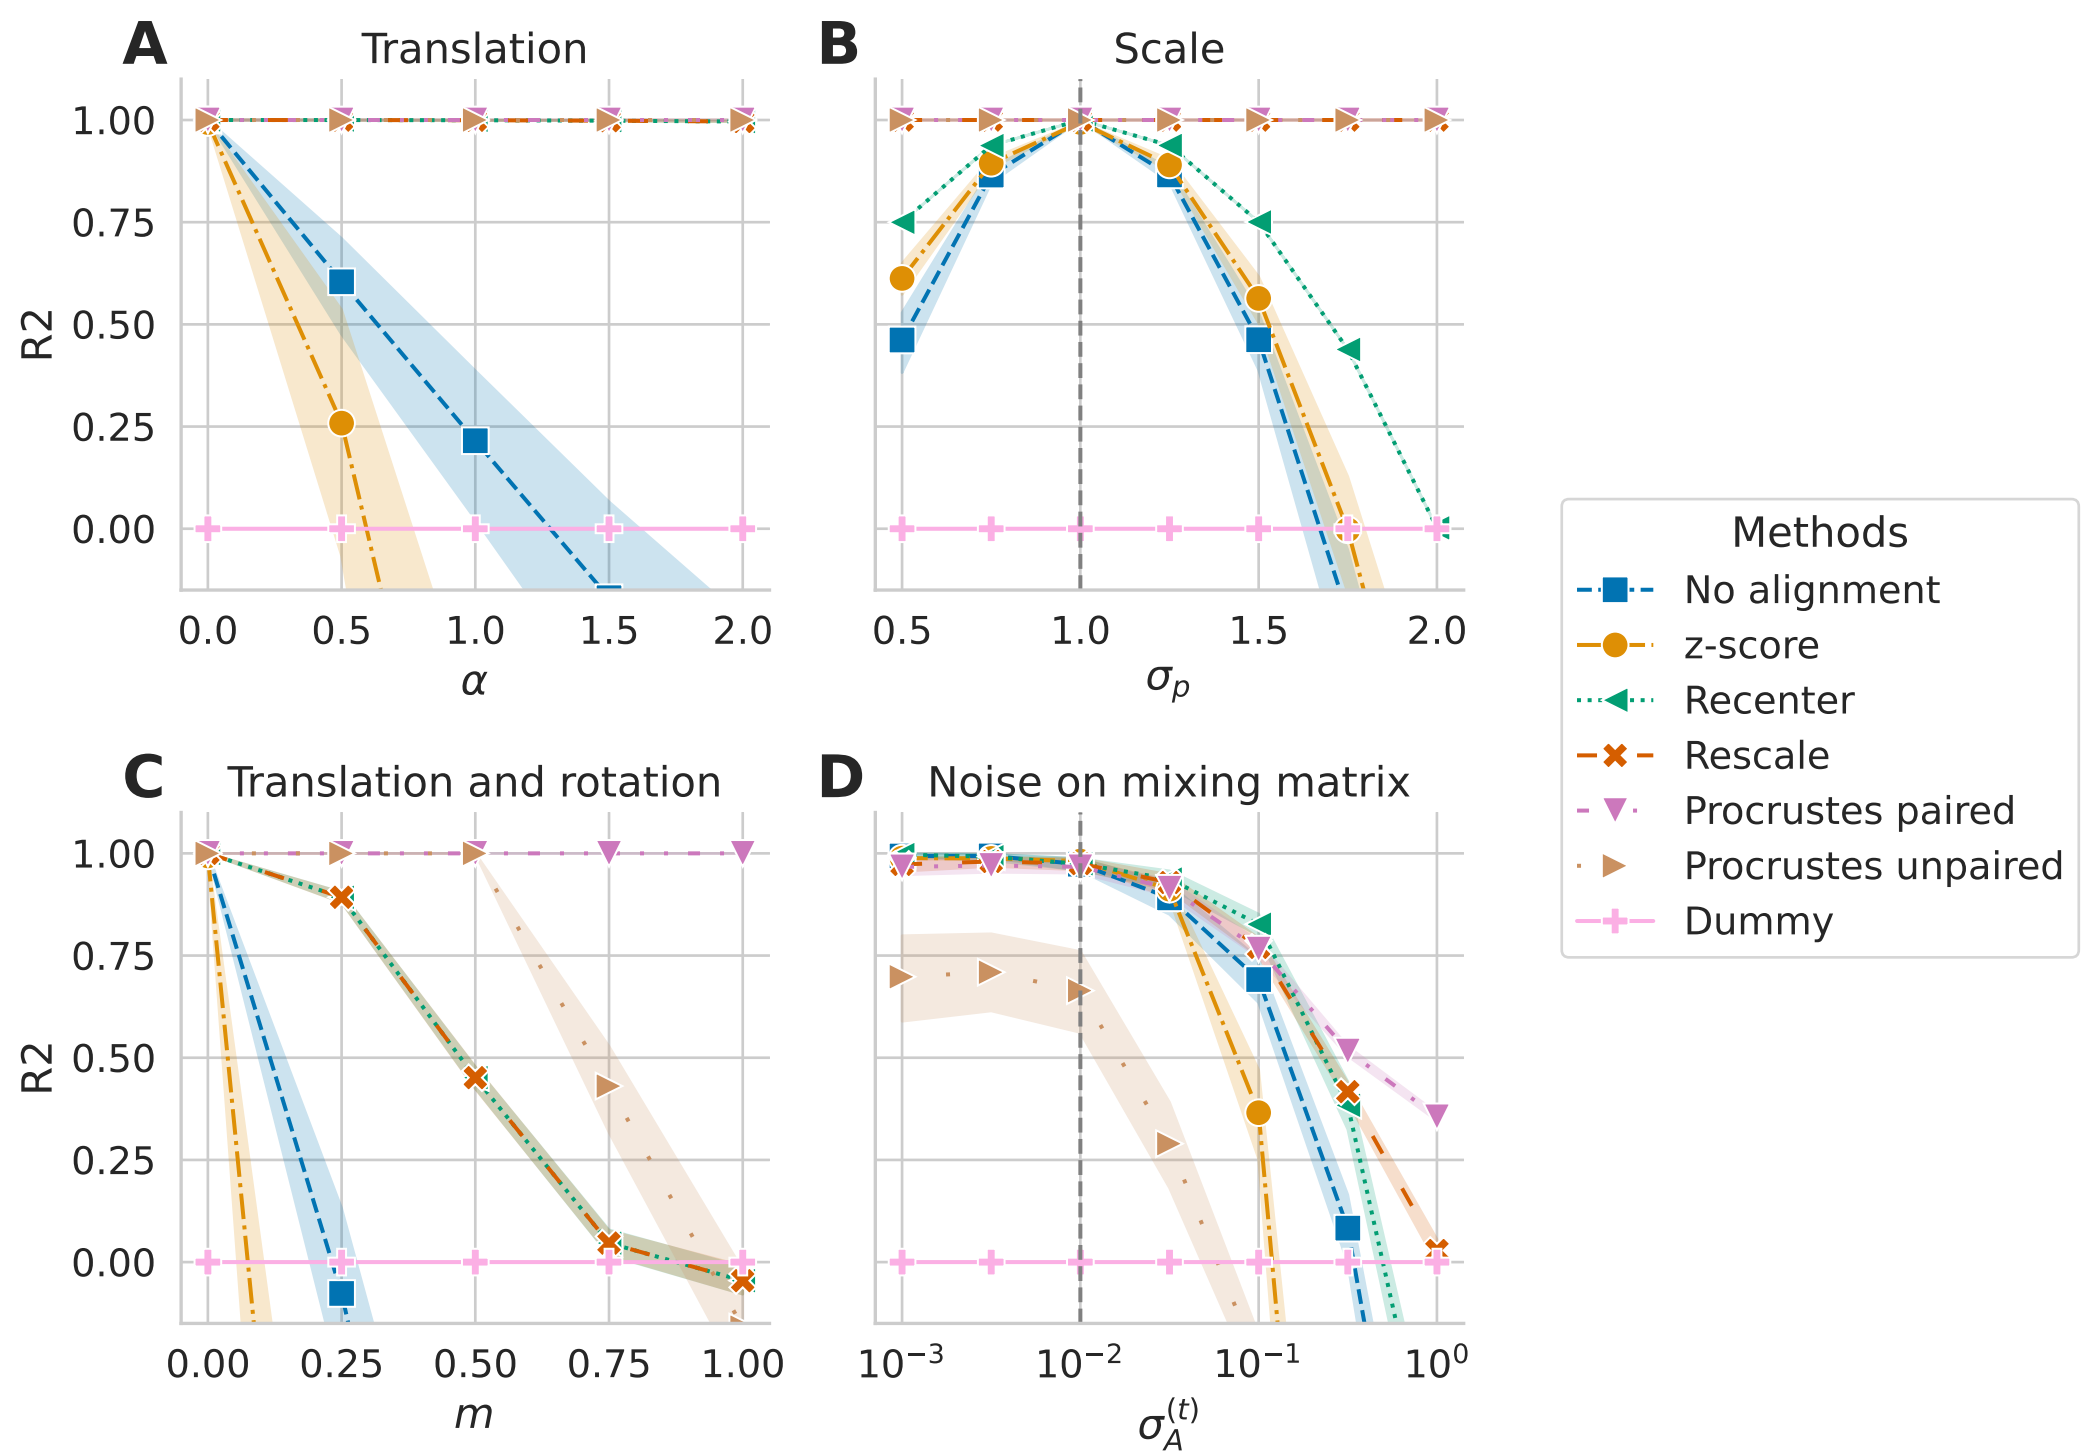 A Translation
1.00
0.75
0.50
0.25
0.00
R2
0.0 0.5 1.0 1.5 2.0
α
B Scale
0.5 1.0 1.5 2.0
σ_p
C Translation and rotation
1.00
0.75
0.50
0.25
0.00
R2
0.00 0.25 0.50 0.75 1.00
m
D Noise on mixing matrix
10⁻³ 10⁻² 10⁻¹ 10⁰
σ_A^(t)
Methods
No alignment
z-score
Recenter
Rescale
Procrustes paired
Procrustes unpaired
Dummy